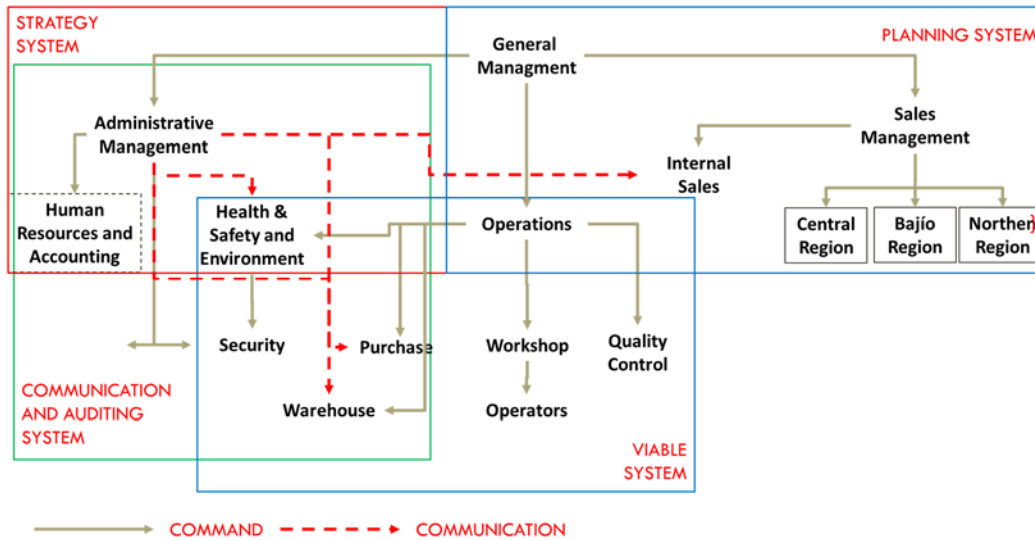 STRATEGY
SYSTEM
General
Managment
PLANNING SYSTEM
Administrative
Management
Sales
Management
Internal
Sales
Human
Resources and
Accounting
Health &
Safety and
Environment
Operations
Central
Region
Bajío
Region
Northen
Region
Security
Purchase
Workshop
Quality
Control
COMMUNICATION
AND AUDITING
SYSTEM
Warehouse
Operators
VIABLE
SYSTEM
COMMAND
COMMUNICATION